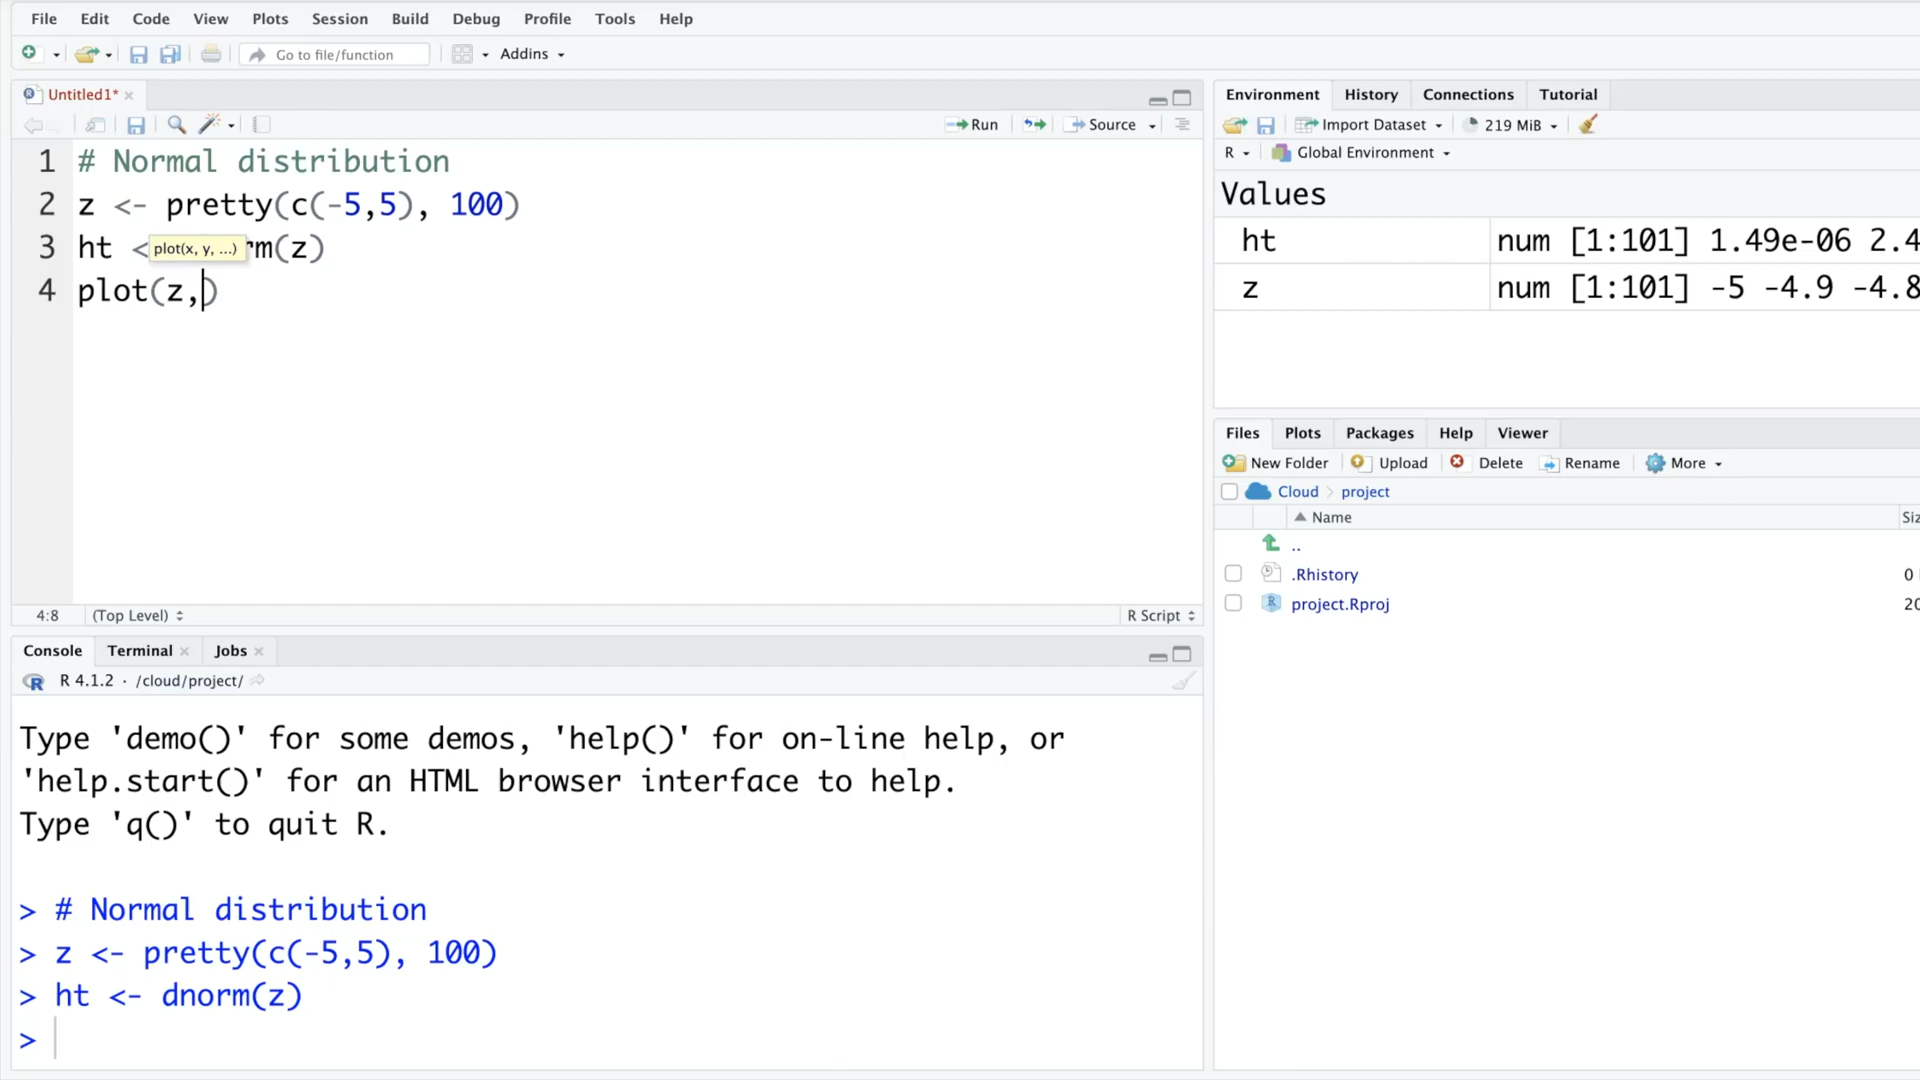 File Edit Code View Plots Session Build Debug Profile Tools Help
Go to file/function Addins
Untitled1*
Run Source
1 # Normal distribution
2 z <- pretty(c(-5,5), 100)
3 ht < rm(z)
plot(x, y, ...)
4 plot(z,)
4:8 (Top Level) R Script
Console Terminal Jobs
R 4.1.2 · /cloud/project/
Type 'demo()' for some demos, 'help()' for on-line help, or
'help.start()' for an HTML browser interface to help.
Type 'q()' to quit R.
> # Normal distribution
> z <- pretty(c(-5,5), 100)
> ht <- dnorm(z)
>
Environment History Connections Tutorial
Import Dataset 219 MiB
R Global Environment
Values
ht num [1:101] 1.49e-06 2.4
z num [1:101] -5 -4.9 -4.8
Files Plots Packages Help Viewer
New Folder Upload Delete Rename More
Cloud project
Name Siz
..
.Rhistory 0
project.Rproj 20